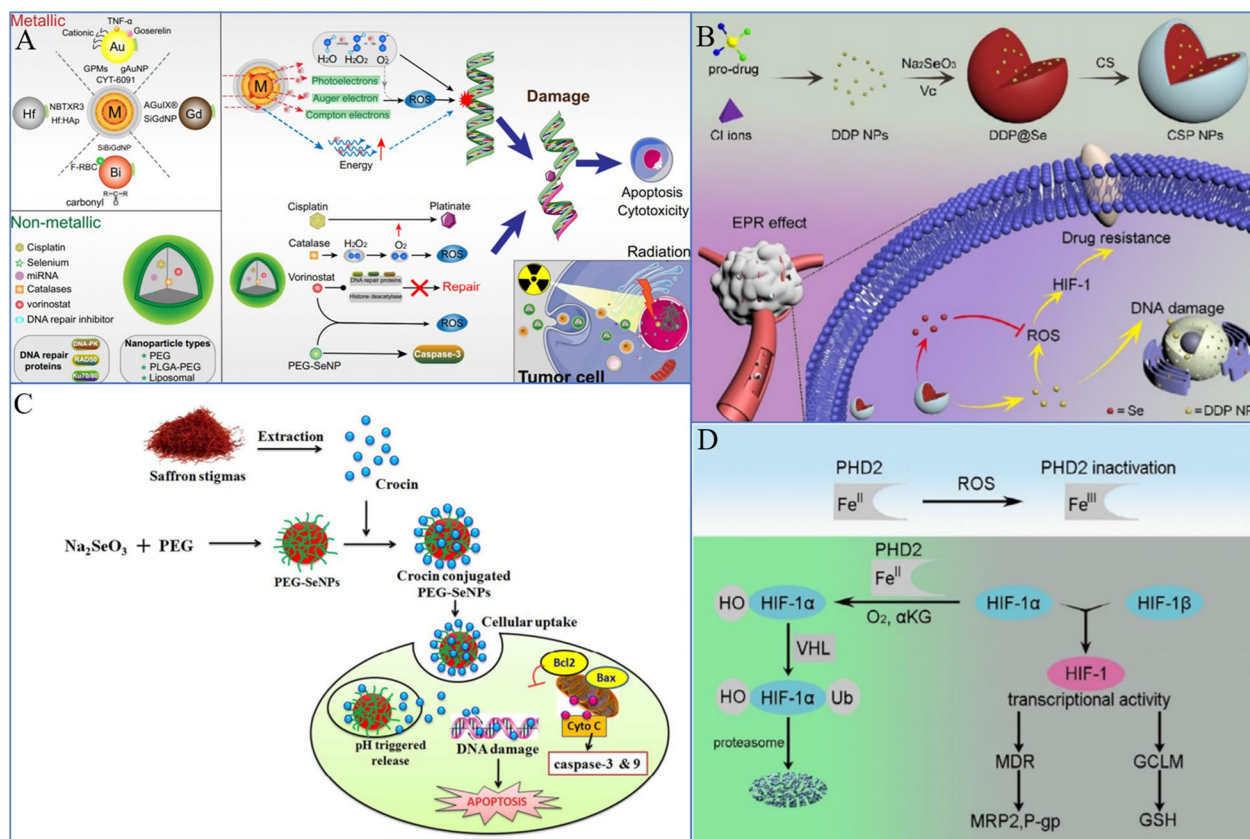 Metallic
A
TNF-α
Cationic
Goserelin
Au
GPMs gAuNP
CYT-6091
Hf
NBTXR3
Hf:HAp
M
AGuIX®
SiGdNP
Gd
SiBiGdNP
F-RBC
Bi
R-C-R
O
carbonyl
Non-metallic
Cisplatin
Selenium
miRNA
Catalases
vorinostat
DNA repair inhibitor
DNA repair
proteins
DNA-PK
RAD50
Ku70/80
Nanoparticle types
PEG
PLGA-PEG
Liposomal
H₂O H₂O₂ O₂
M
Photoelectrons
Auger electron
Compton electrons
ROS
Energy
Damage
Apoptosis
Cytotoxicity
Cisplatin
Platinate
Catalase
H₂O₂
O₂
ROS
Vorinostat
DNA repair proteins
Histone deacetylase
Repair
ROS
PEG-SeNP
Caspase-3
Radiation
Tumor cell
B
pro-drug
Cl ions
DDP NPs
Na₂SeO₃
Vc
DDP@Se
CS
CSP NPs
EPR effect
Drug resistance
HIF-1
ROS
DNA damage
= Se
= DDP NP
C
Saffron stigmas
Extraction
Crocin
Na₂SeO₃ + PEG
PEG-SeNPs
Crocin conjugated
PEG-SeNPs
Cellular uptake
pH triggered
release
DNA damage
APOPTOSIS
Bcl2
Bax
Cyto C
caspase-3 & 9
D
PHD2
Fe^II
ROS
PHD2 inactivation
Fe^III
PHD2
Fe^II
O₂, αKG
HO HIF-1α
HIF-1α
HIF-1β
VHL
HO HIF-1α Ub
proteasome
HIF-1
transcriptional activity
MDR
GCLM
MRP2,P-gp
GSH